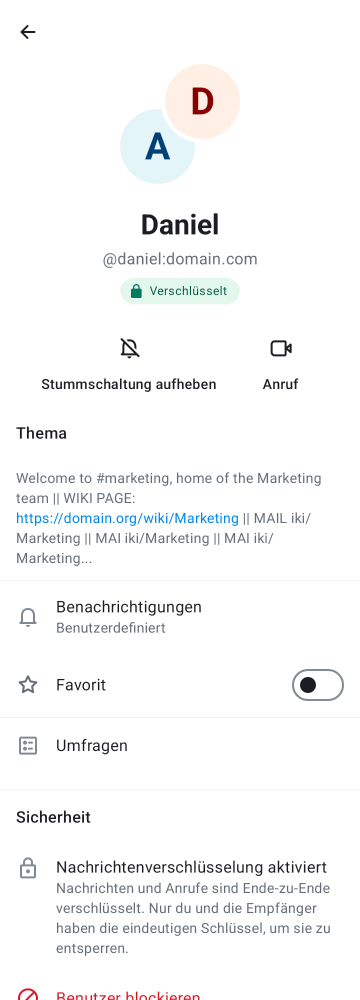 D
A
Daniel
@daniel:domain.com
Verschlüsselt
Stummschaltung aufheben
Anruf
Thema
Welcome to #marketing, home of the Marketing
team || WIKI PAGE:
https://domain.org/wiki/Marketing || MAIL iki/
Marketing || MAI iki/Marketing || MAI iki/
Marketing...
Benachrichtigungen
Benutzerdefiniert
Favorit
Umfragen
Sicherheit
Nachrichtenverschlüsselung aktiviert
Nachrichten und Anrufe sind Ende-zu-Ende
verschlüsselt. Nur du und die Empfänger
haben die eindeutigen Schlüssel, um sie zu
entsperren.
Benutzer blockieren